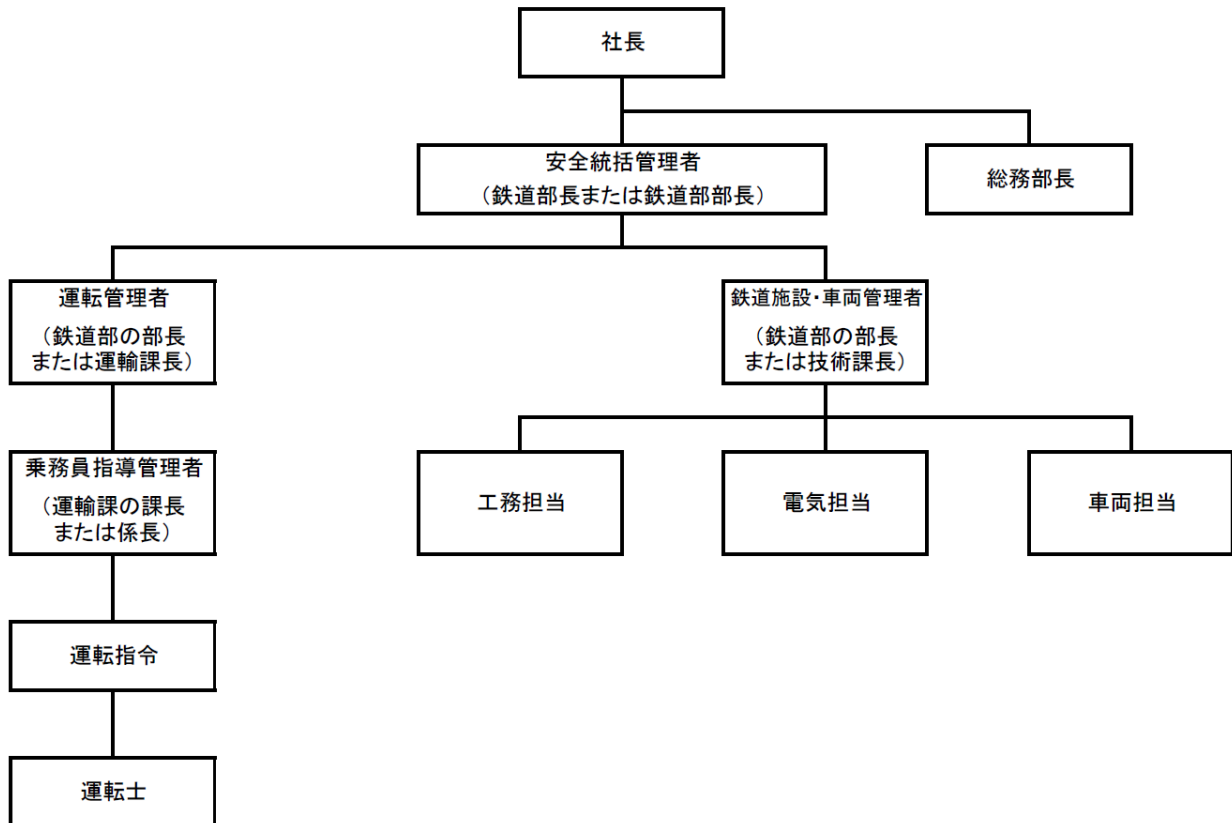 社長
安全統括管理者
（鉄道部長または鉄道部部長）
総務部長
運転管理者
（鉄道部の部長
または運輸課長）
鉄道施設・車両管理者
（鉄道部の部長
または技術課長）
乗務員指導管理者
（運輸課の課長
または係長）
工務担当
電気担当
車両担当
運転指令
運転士